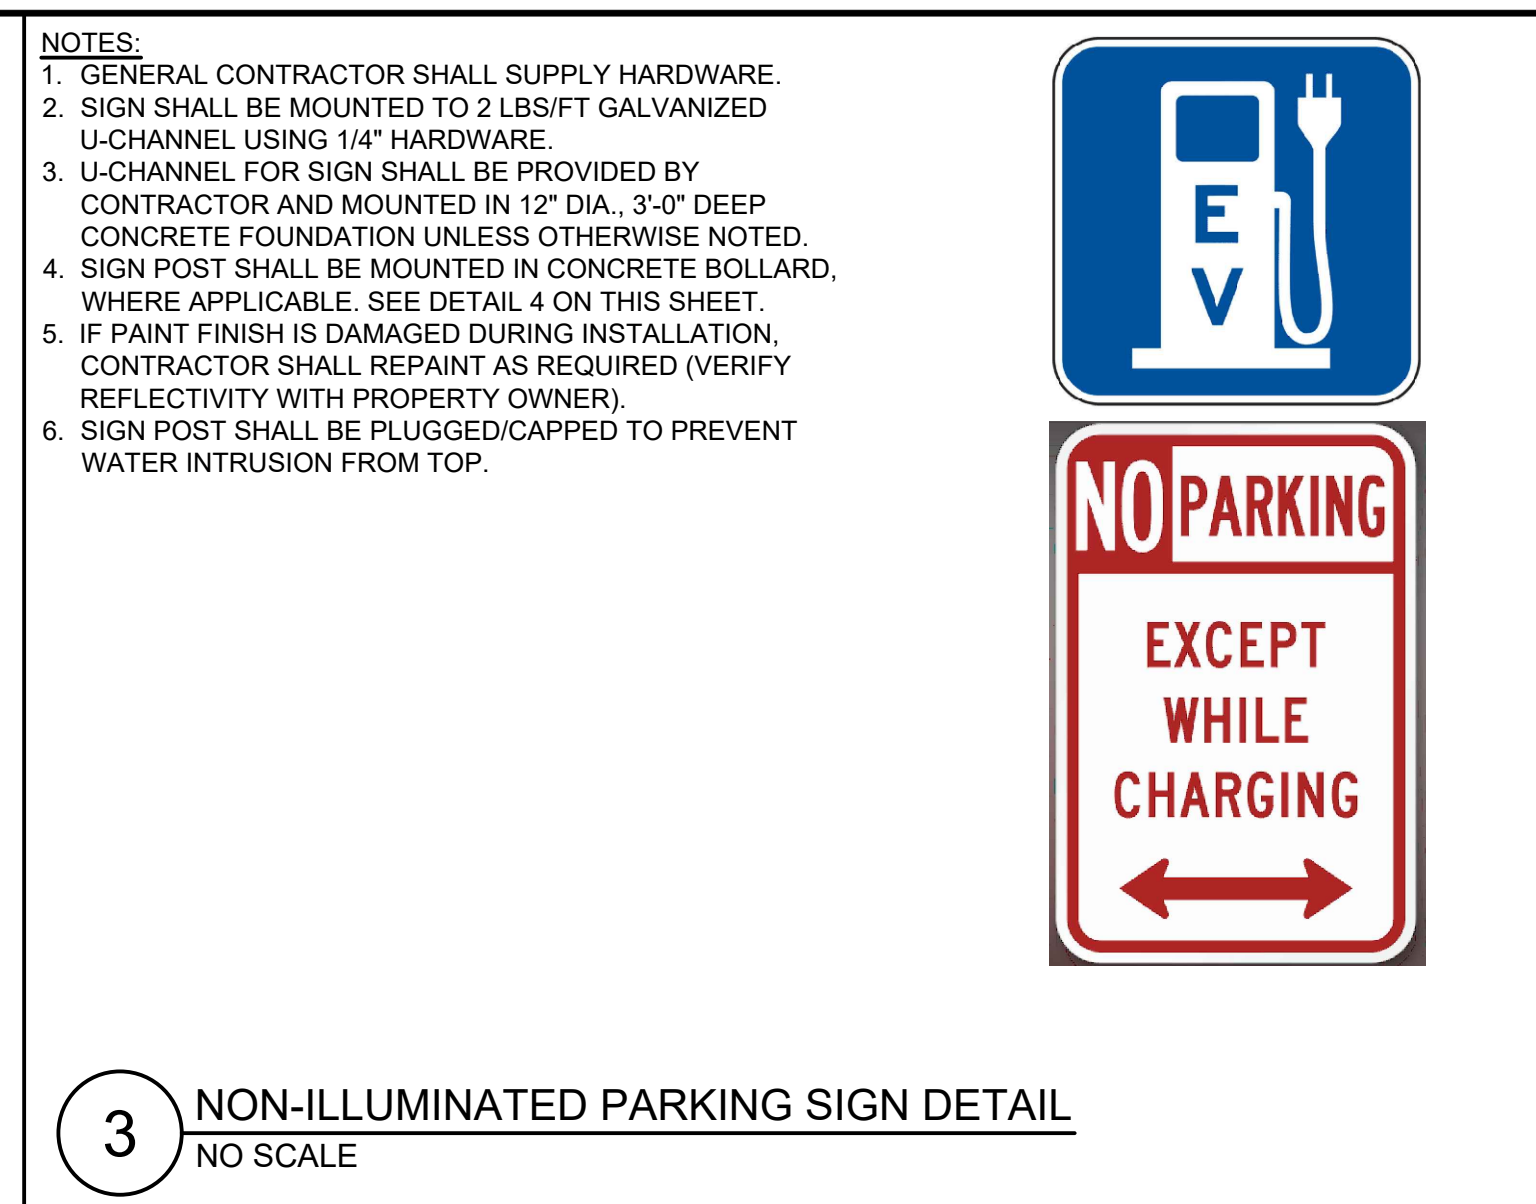 NOTES:
1. GENERAL CONTRACTOR SHALL SUPPLY HARDWARE.
2. SIGN SHALL BE MOUNTED TO 2 LBS/FT GALVANIZED
U-CHANNEL USING 1/4" HARDWARE.
3. U-CHANNEL FOR SIGN SHALL BE PROVIDED BY
CONTRACTOR AND MOUNTED IN 12" DIA., 3'-0" DEEP
CONCRETE FOUNDATION UNLESS OTHERWISE NOTED.
4. SIGN POST SHALL BE MOUNTED IN CONCRETE BOLLARD,
WHERE APPLICABLE. SEE DETAIL 4 ON THIS SHEET.
5. IF PAINT FINISH IS DAMAGED DURING INSTALLATION,
CONTRACTOR SHALL REPAINT AS REQUIRED (VERIFY
REFLECTIVITY WITH PROPERTY OWNER).
6. SIGN POST SHALL BE PLUGGED/CAPPED TO PREVENT
WATER INTRUSION FROM TOP.
E
V
NO PARKING
EXCEPT
WHILE
CHARGING
3
NON-ILLUMINATED PARKING SIGN DETAIL
NO SCALE